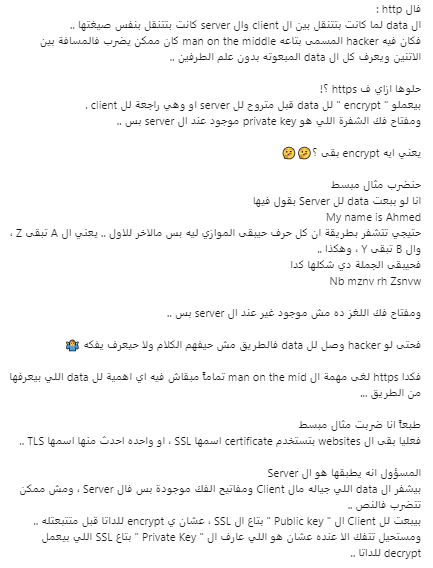 فال http :
ال data لما كانت بتتنقل بين ال client وال server كانت بتتنقل بنفس صيغتها ..
فكان فيه hacker المسمى بتاعه man on the middle كان ممكن يضرب فالمسافة بين
الاتنين ويعرف كل ال data المبعوته بدون علم الطرفين ..
حلوها ازاي ف https ؟!
بيعملو " encrypt " لل data قبل متروح لل server او وهي راجعة لل client .
ومفتاح فك الشفرة اللي هو private key موجود عند ال server بس ..
يعني ايه encrypt بقى ؟ 🤔🤔
حنضرب مثال مبسط
انا لو ببعت data لل Server بقول فيها
My name is Ahmed
حتيجي تتشفر بطريقة ان كل حرف حيبقى الموازي ليه بس مالاخر للاول .. يعني ال A تبقى Z ،
وال B تبقى Y ، وهكذا ..
فحيبقى الجملة دي شكلها كدا
Nb mznv rh Zsnvw
ومفتاح فك اللغز ده مش موجود غير عند ال server بس ..
فحتى لو hacker وصل لل data فالطريق مش حيفهم الكلام ولا حيعرف يفكه 🤷‍♂️
فكدا https لغى مهمة ال man on the mid تماماً مبقاش فيه اي اهمية لل data اللي بيعرفها
من الطريق ...
طبعاً انا ضربت مثال مبسط
فعليا بقى ال websites بتستخدم certificate اسمها SSL ، او واحده احدث منها اسمها TLS ..
المسؤول انه يطبقها هو ال Server
بيشفر ال data اللي جياله مال Client ومفاتيح الفك موجودة بس فال Server ، ومش ممكن
تتضرب فالنص ..
بيبعت لل Client ال " Public key " بتاع ال SSL ، عشان ي encrypt للداتا قبل متتبعتله ..
ومستحيل تتفك الا عنده عشان هو اللي عارف ال " Private Key " بتاع SSL اللي بيعمل
decrypt للداتا ..